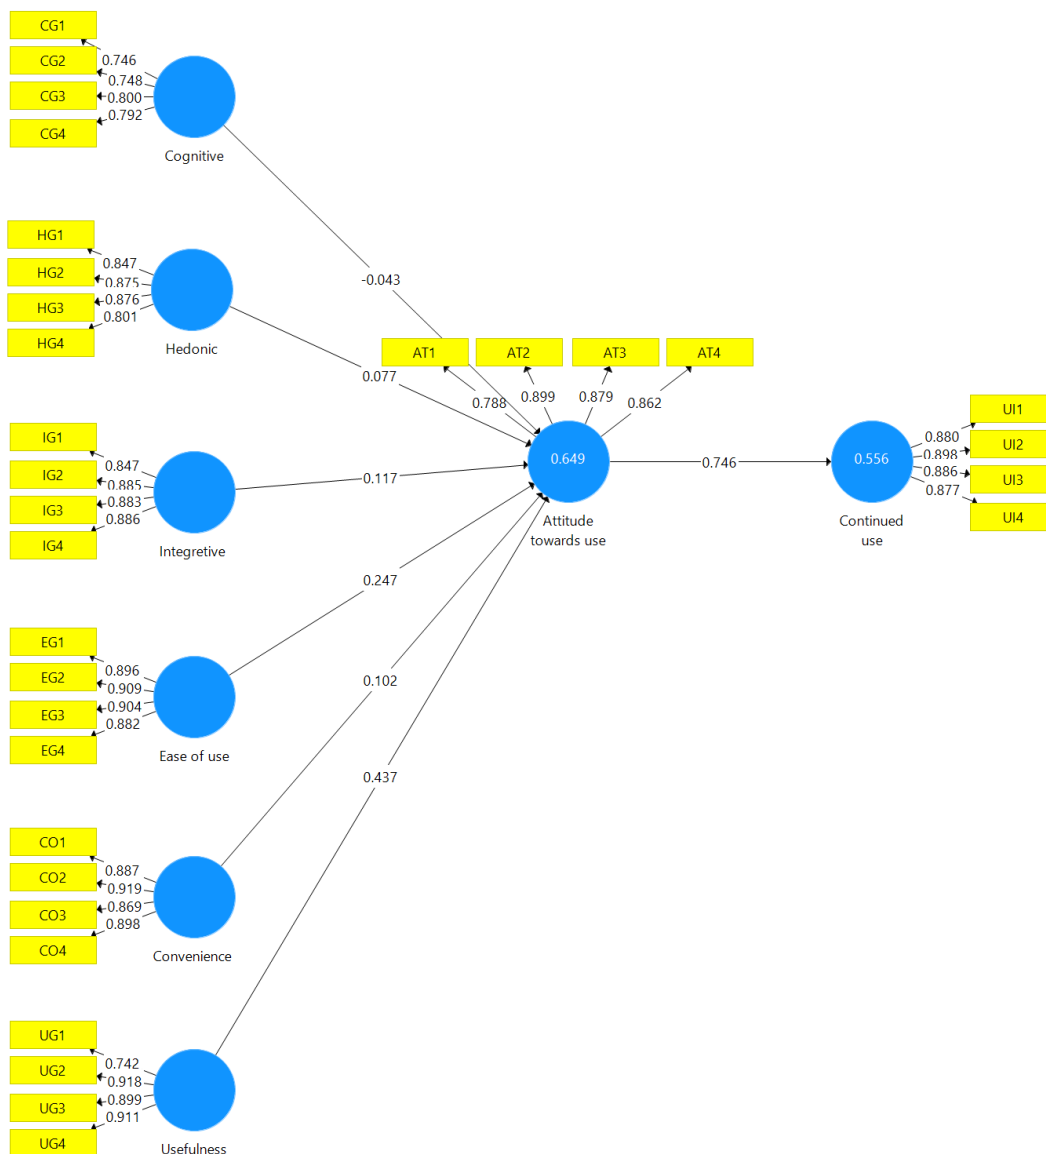 CG1
CG2
CG3
CG4
0.746
0.748
0.800
0.792
Cognitive
HG1
HG2
HG3
HG4
0.847
0.875
0.876
0.801
Hedonic
IG1
IG2
IG3
IG4
0.847
0.885
0.883
0.886
Integretive
EG1
EG2
EG3
EG4
0.896
0.909
0.904
0.882
Ease of use
CO1
CO2
CO3
CO4
0.887
0.919
0.869
0.898
Convenience
UG1
UG2
UG3
UG4
0.742
0.918
0.899
0.911
Usefulness
-0.043
0.077
0.117
0.247
0.102
0.437
AT1
AT2
AT3
AT4
0.788
0.899
0.879
0.862
0.649
Attitude
towards use
0.746
0.556
Continued
use
0.880
0.898
0.886
0.877
UI1
UI2
UI3
UI4